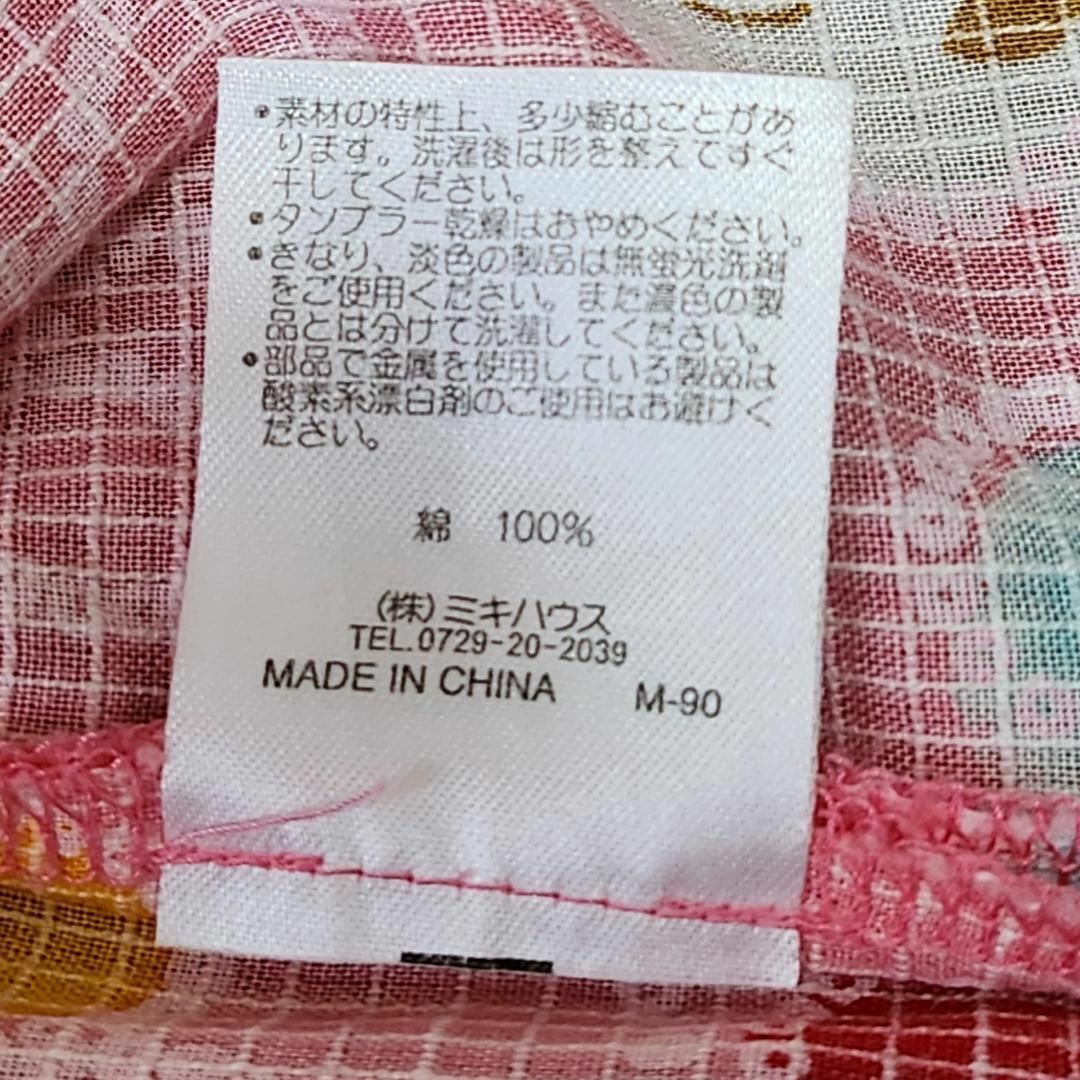 •素材の特性上、多少縮むことがあ
ります。洗濯後は形を整えてすぐ
干してください。
•タンブラー乾燥はおやめください。
•きなり、淡色の製品は無蛍光洗剤
をご使用ください。また濃色の製
品とは分けて洗濯してください。
•部品で金属を使用している製品は
酸素系漂白剤のご使用はお避けく
ださい。
綿 100%
(株)ミキハウス
TEL.0729-20-2039
MADE IN CHINA M-90